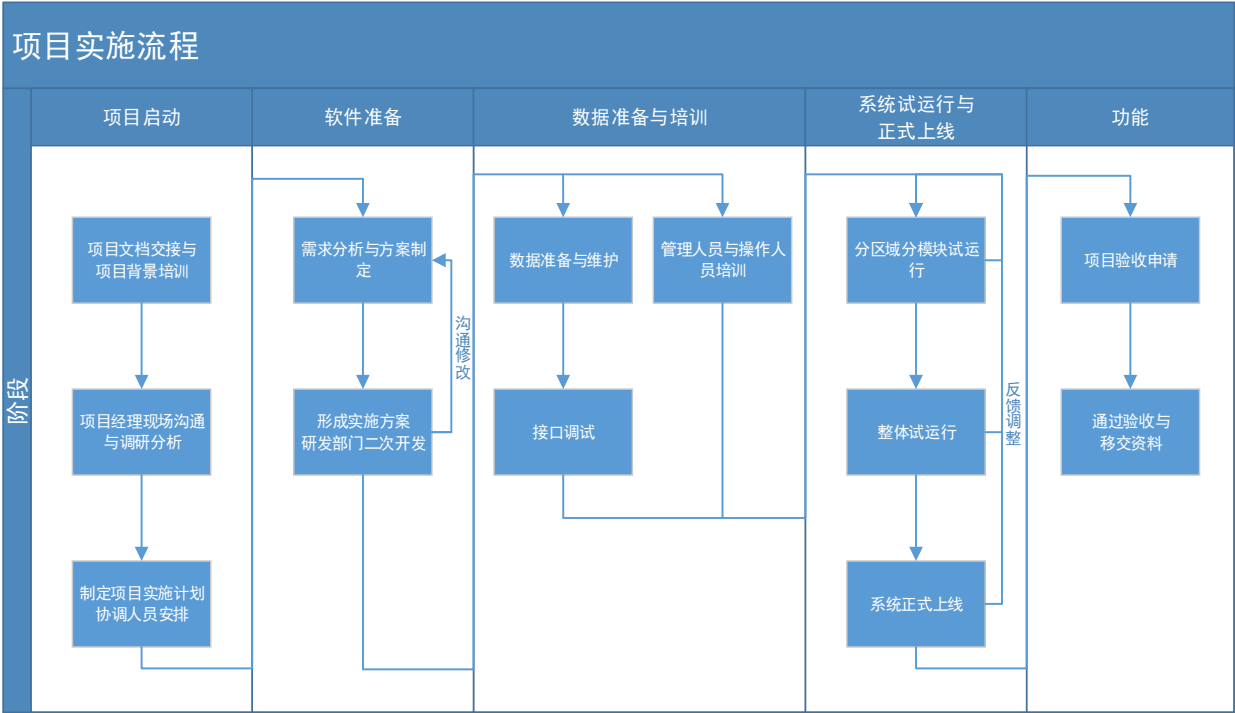 项目实施流程
阶段
项目启动
软件准备
数据准备与培训
系统试运行与
正式上线
功能
项目文档交接与
项目背景培训
项目经理现场沟通
与调研分析
制定项目实施计划
协调人员安排
需求分析与方案制
定
形成实施方案
研发部门二次开发
沟通修改
数据准备与维护
接口调试
管理人员与操作人
员培训
分区域分模块试运
行
整体试运行
系统正式上线
反馈调整
项目验收申请
通过验收与
移交资料